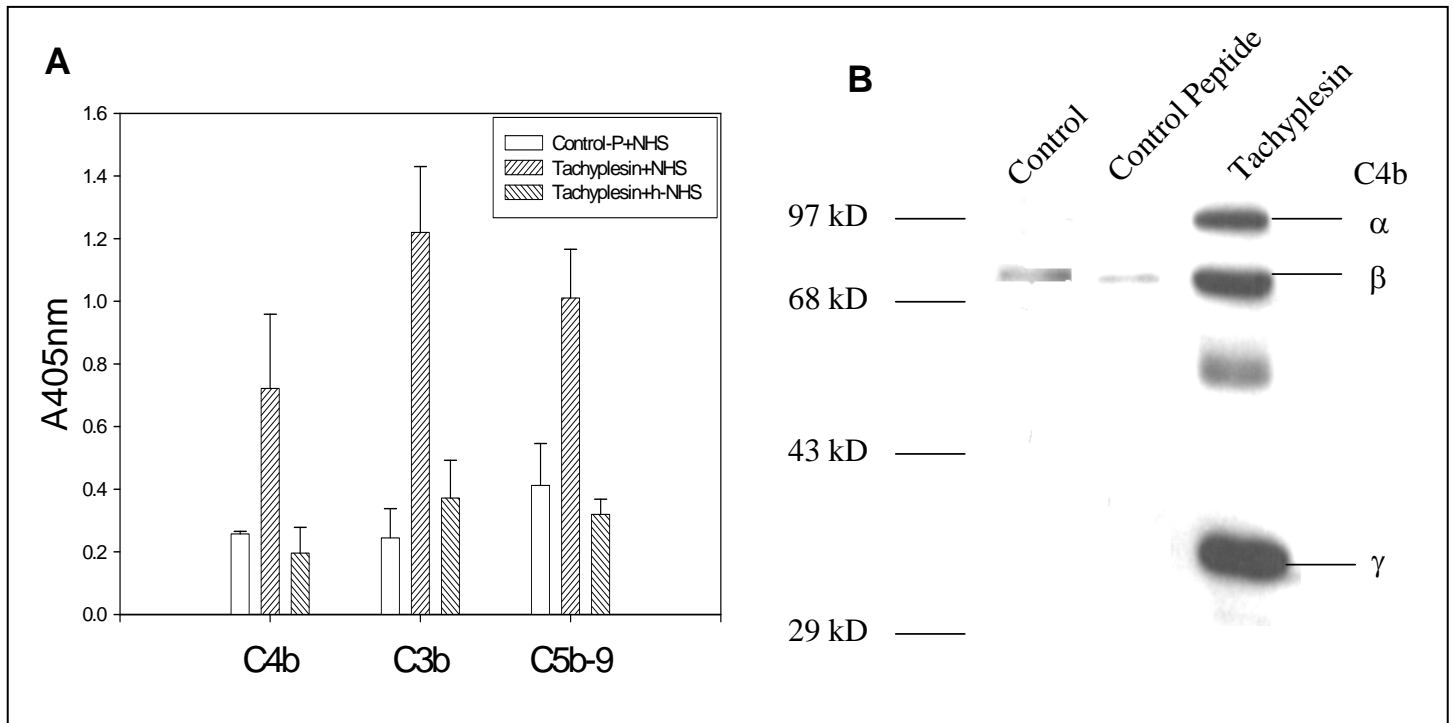 A
1.6
1.4
1.2
1.0
0.8
0.6
0.4
0.2
0.0
A405nm
Control-P+NHS
Tachyplesin+NHS
Tachyplesin+h-NHS
C4b
C3b
C5b-9
B
Control
Control Peptide
Tachyplesin
C4b
97 kD
α
β
68 kD
43 kD
γ
29 kD